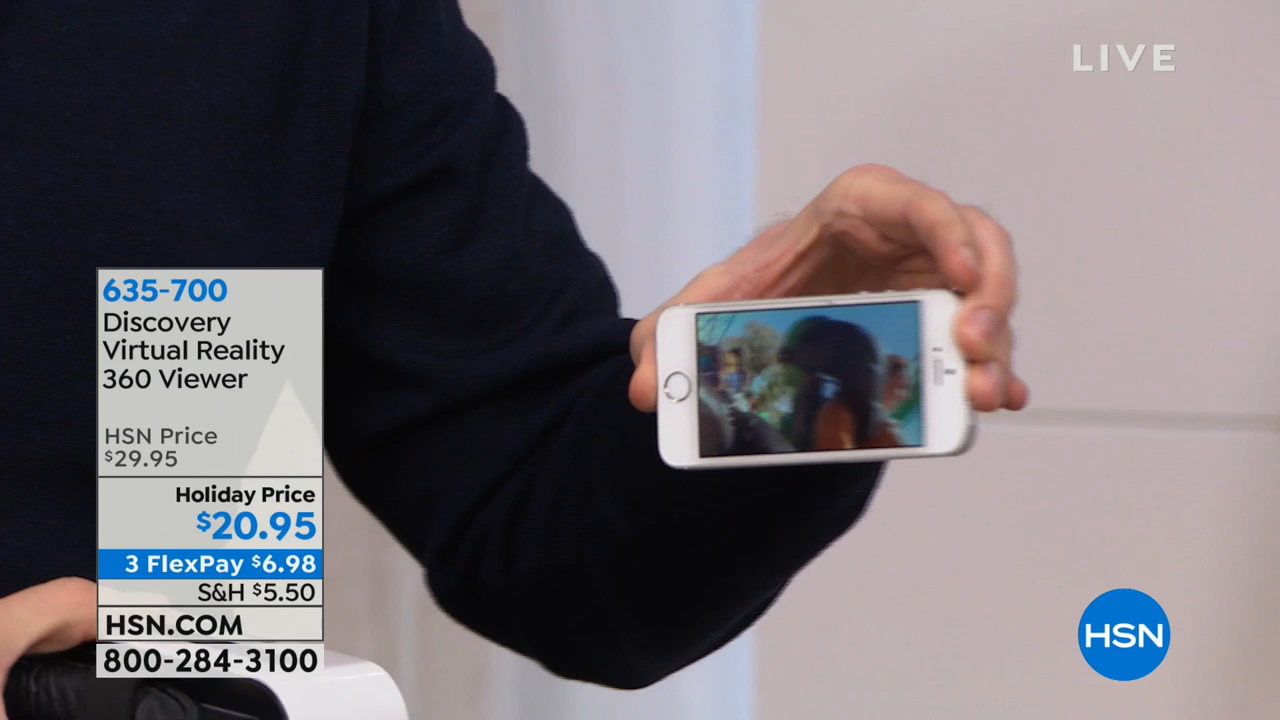 LIVE
635-700
Discovery
Virtual Reality
360 Viewer
HSN Price
$29.95
Holiday Price
$20.95
3 FlexPay $6.98
S&H $5.50
HSN.COM
800-284-3100
HSN